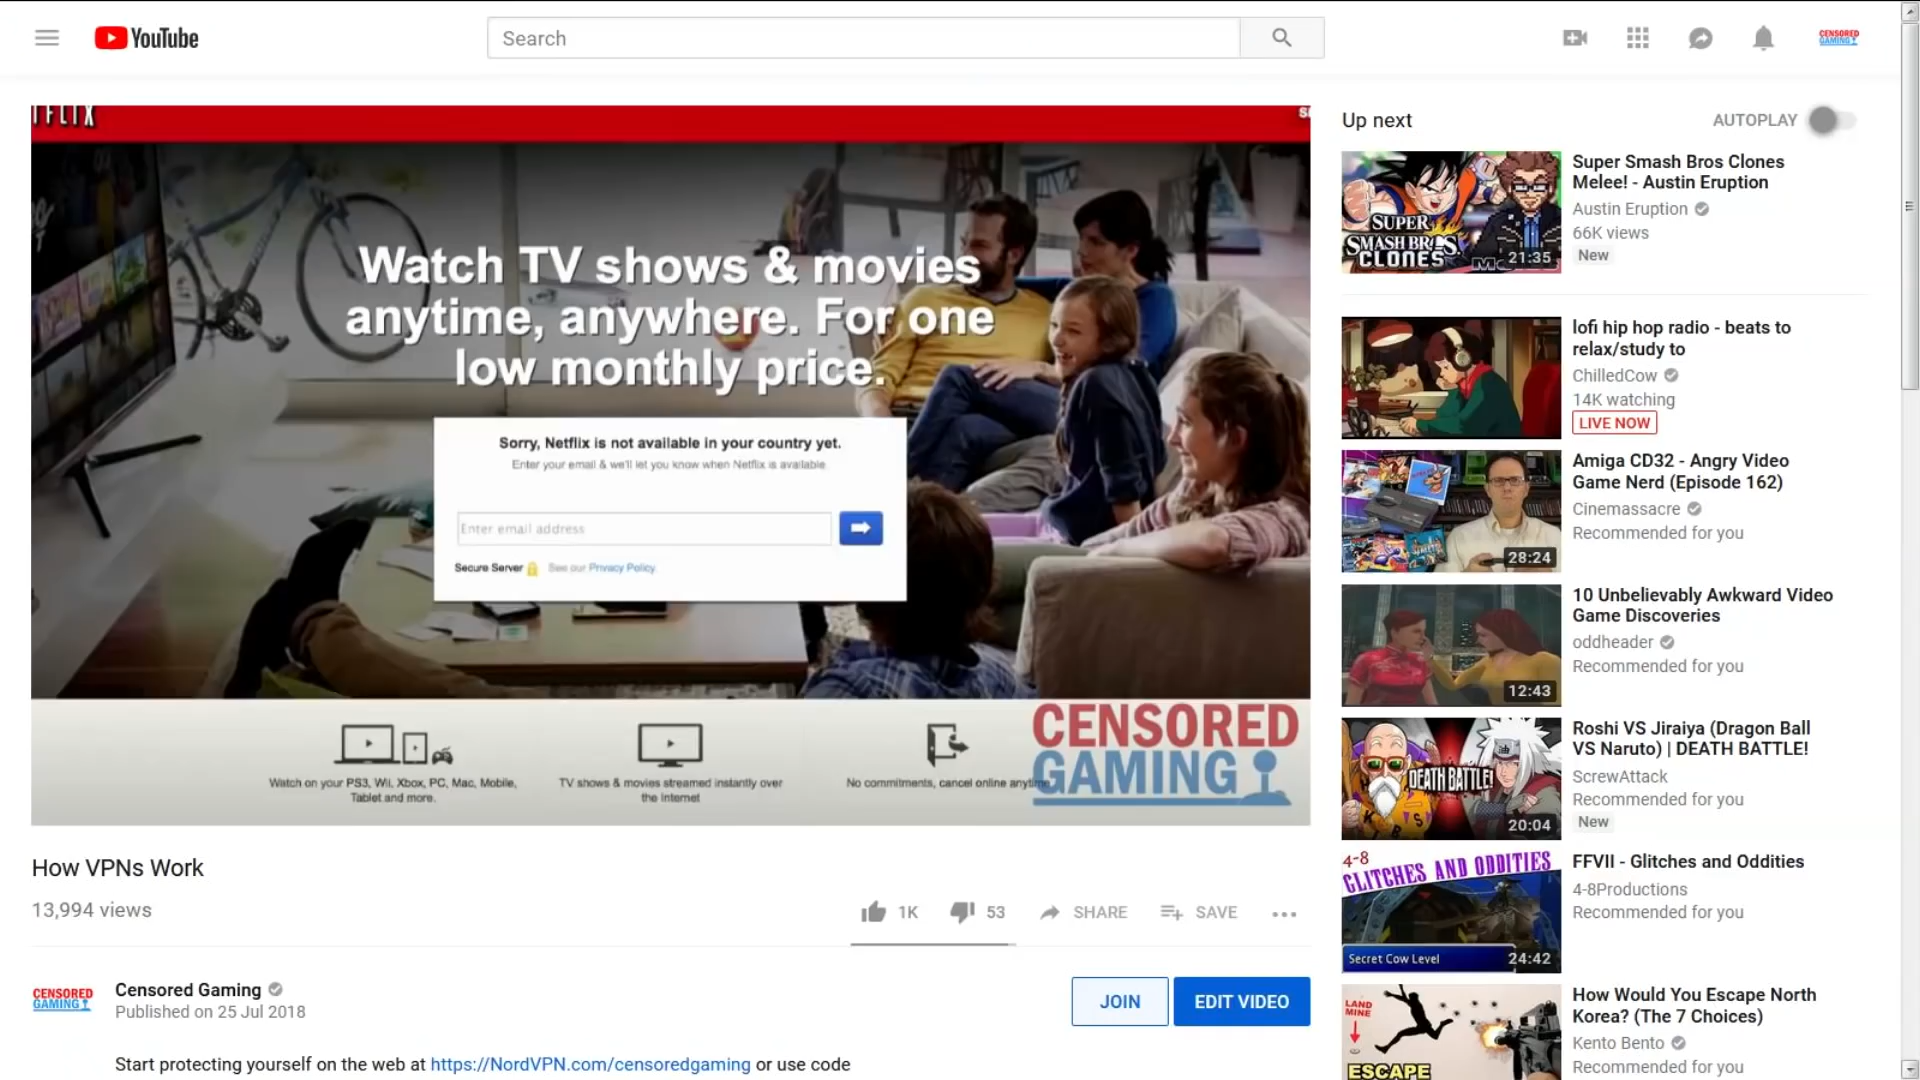 YouTube
Search
CENSORED
GAMING
TFLIX
Watch TV shows & movies
anytime, anywhere. For one
low monthly price.
Sorry, Netflix is not available in your country yet.
Enter your email & we'll let you know when Netflix is available
Enter email address
Secure Server See our Privacy Policy
Watch on your PS3, Wii, Xbox, PC, Mac, Mobile,
Tablet and more.
TV shows & movies streamed instantly over
the internet
No commitments, cancel online anytime
CENSORED
GAMING
How VPNs Work
13,994 views
1K
53
SHARE
SAVE
CENSORED
GAMING
Censored Gaming
Published on 25 Jul 2018
JOIN
EDIT VIDEO
Start protecting yourself on the web at https://NordVPN.com/censoredgaming or use code
Up next
AUTOPLAY
SUPER
SMASH BROS.
CLONES
21:35
Super Smash Bros Clones
Melee! - Austin Eruption
Austin Eruption
66K views
New
lofi hip hop radio - beats to
relax/study to
ChilledCow
14K watching
LIVE NOW
28:24
Amiga CD32 - Angry Video
Game Nerd (Episode 162)
Cinemassacre
Recommended for you
12:43
10 Unbelievably Awkward Video
Game Discoveries
oddheader
Recommended for you
DEATH BATTLE!
20:04
Roshi VS Jiraiya (Dragon Ball
VS Naruto) | DEATH BATTLE!
ScrewAttack
Recommended for you
New
4-8
GLITCHES AND ODDITIES
Secret Cow Level
24:42
FFVII - Glitches and Oddities
4-8Productions
Recommended for you
LAND
MINE
ESCAPE
How Would You Escape North
Korea? (The 7 Choices)
Kento Bento
Recommended for you